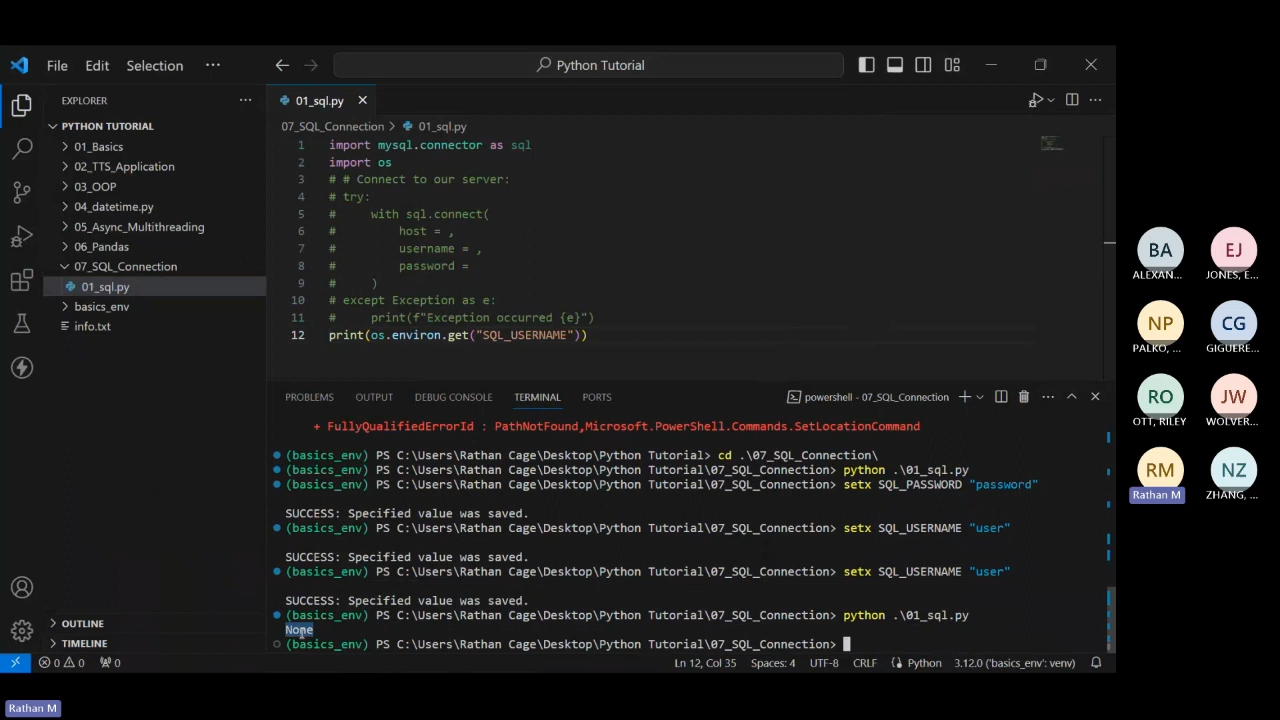 File Edit Selection ···
Python Tutorial
EXPLORER ···
PYTHON TUTORIAL
01_Basics
02_TTS_Application
03_OOP
04_datetime.py
05_Async_Multithreading
06_Pandas
07_SQL_Connection
01_sql.py
basics_env
info.txt
OUTLINE
TIMELINE
01_sql.py
07_SQL_Connection > 01_sql.py
1 import mysql.connector as sql
2 import os
3 # # Connect to our server:
4 # try:
5 #     with sql.connect(
6 #         host = ,
7 #         username = ,
8 #         password =
9 #     )
10 # except Exception as e:
11 #     print(f"Exception occurred {e}")
12 print(os.environ.get("SQL_USERNAME"))
PROBLEMS OUTPUT DEBUG CONSOLE TERMINAL PORTS
powershell - 07_SQL_Connection
+ FullyQualifiedErrorId : PathNotFound,Microsoft.PowerShell.Commands.SetLocationCommand
(basics_env) PS C:\Users\Rathan Cage\Desktop\Python Tutorial> cd .\07_SQL_Connection\
(basics_env) PS C:\Users\Rathan Cage\Desktop\Python Tutorial\07_SQL_Connection> python .\01_sql.py
(basics_env) PS C:\Users\Rathan Cage\Desktop\Python Tutorial\07_SQL_Connection> setx SQL_PASSWORD "password"
SUCCESS: Specified value was saved.
(basics_env) PS C:\Users\Rathan Cage\Desktop\Python Tutorial\07_SQL_Connection> setx SQL_USERNAME "user"
SUCCESS: Specified value was saved.
(basics_env) PS C:\Users\Rathan Cage\Desktop\Python Tutorial\07_SQL_Connection> setx SQL_USERNAME "user"
SUCCESS: Specified value was saved.
(basics_env) PS C:\Users\Rathan Cage\Desktop\Python Tutorial\07_SQL_Connection> python .\01_sql.py
None
(basics_env) PS C:\Users\Rathan Cage\Desktop\Python Tutorial\07_SQL_Connection>
0 0 0 Ln 12, Col 35 Spaces: 4 UTF-8 CRLF Python 3.12.0 ('basics_env': venv)
BA EJ
ALEXAN... JONES, E...
NP CG
PALKO, ... GIGUERE...
RO JW
OTT, RILEY WOLVER...
RM NZ
Rathan M ZHANG, ...
Rathan M